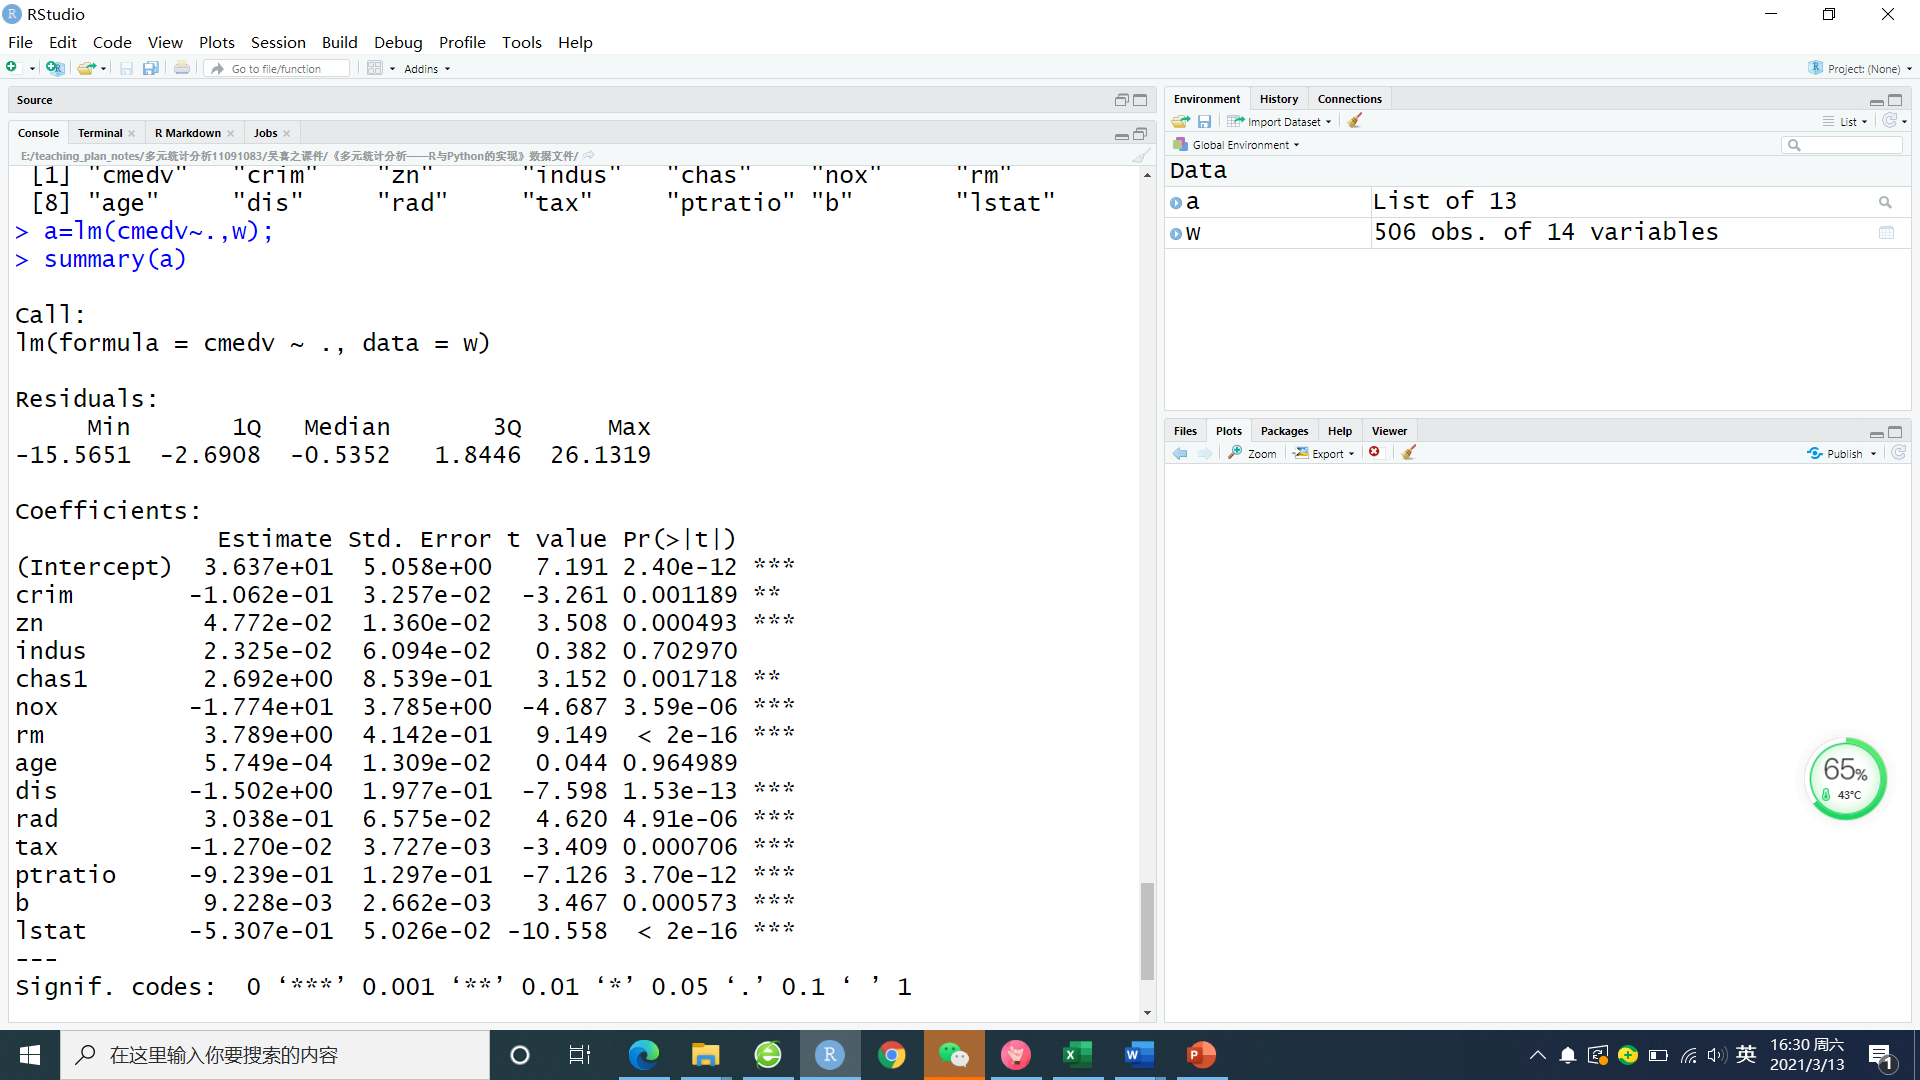 RStudio
File Edit Code View Plots Session Build Debug Profile Tools Help
Go to file/function Addins Project: (None)
Source
Console Terminal R Markdown Jobs
E:/teaching_plan_notes/多元统计分析11091083/吴喜之课件/《多元统计分析——R与Python的实现》数据文件/
[1] "cmedv" "crim" "zn" "indus" "chas" "nox" "rm"
[8] "age" "dis" "rad" "tax" "ptratio" "b" "lstat"
> a=lm(cmedv~.,w);
> summary(a)
Call:
lm(formula = cmedv ~ ., data = w)
Residuals:
Min 1Q Median 3Q Max
-15.5651 -2.6908 -0.5352 1.8446 26.1319
Coefficients:
Estimate Std. Error t value Pr(>|t|)
(Intercept) 3.637e+01 5.058e+00 7.191 2.40e-12 ***
crim -1.062e-01 3.257e-02 -3.261 0.001189 **
zn 4.772e-02 1.360e-02 3.508 0.000493 ***
indus 2.325e-02 6.094e-02 0.382 0.702970
chas1 2.692e+00 8.539e-01 3.152 0.001718 **
nox -1.774e+01 3.785e+00 -4.687 3.59e-06 ***
rm 3.789e+00 4.142e-01 9.149 < 2e-16 ***
age 5.749e-04 1.309e-02 0.044 0.964989
dis -1.502e+00 1.977e-01 -7.598 1.53e-13 ***
rad 3.038e-01 6.575e-02 4.620 4.91e-06 ***
tax -1.270e-02 3.727e-03 -3.409 0.000706 ***
ptratio -9.239e-01 1.297e-01 -7.126 3.70e-12 ***
b 9.228e-03 2.662e-03 3.467 0.000573 ***
lstat -5.307e-01 5.026e-02 -10.558 < 2e-16 ***
---
Signif. codes: 0 ‘***’ 0.001 ‘**’ 0.01 ‘*’ 0.05 ‘.’ 0.1 ‘ ’ 1
Environment History Connections
Import Dataset List
Global Environment
Data
a List of 13
w 506 obs. of 14 variables
Files Plots Packages Help Viewer
Zoom Export Publish
65%
43°C
在这里输入你要搜索的内容
英
16:30 周六
2021/3/13
1